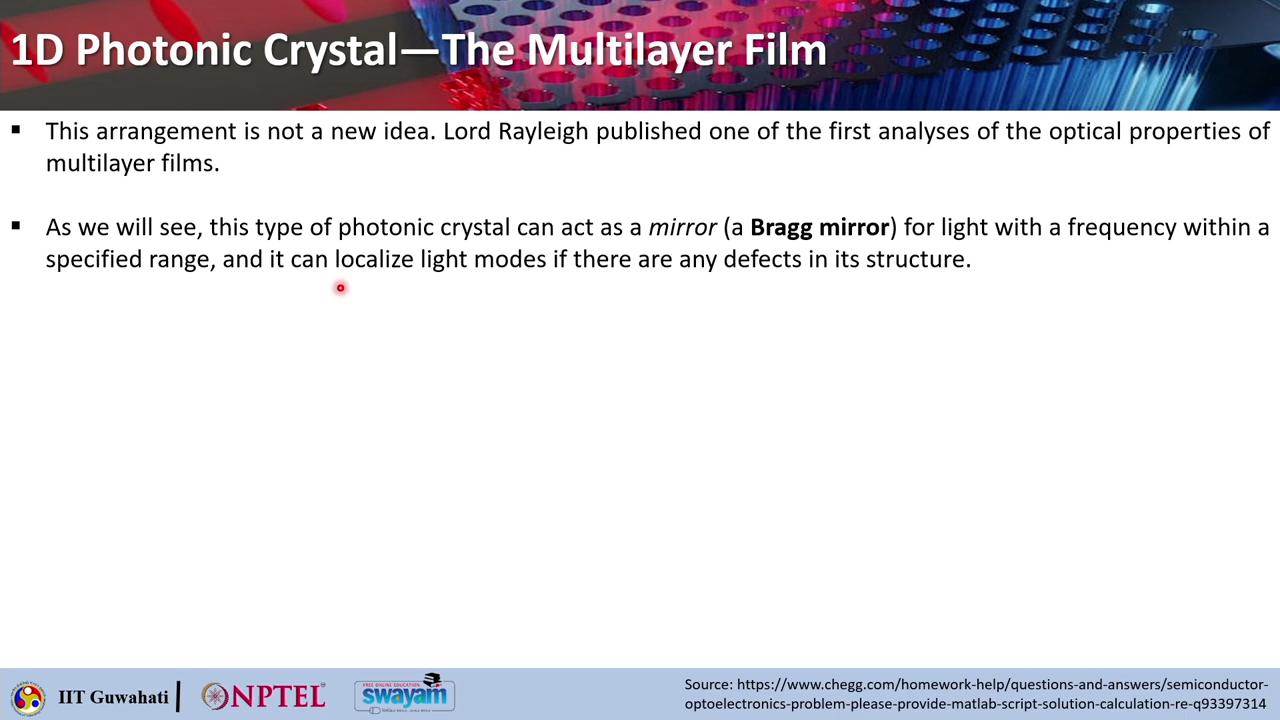 1D Photonic Crystal—The Multilayer Film
▪ This arrangement is not a new idea. Lord Rayleigh published one of the first analyses of the optical properties of
multilayer films.
▪ As we will see, this type of photonic crystal can act as a mirror (a Bragg mirror) for light with a frequency within a
specified range, and it can localize light modes if there are any defects in its structure.
IIT Guwahati
NPTEL
FREE ONLINE EDUCATION
swayam
Source: https://www.chegg.com/homework-help/questions-and-answers/semiconductor-
optoelectronics-problem-please-provide-matlab-script-solution-calculation-re-q93397314